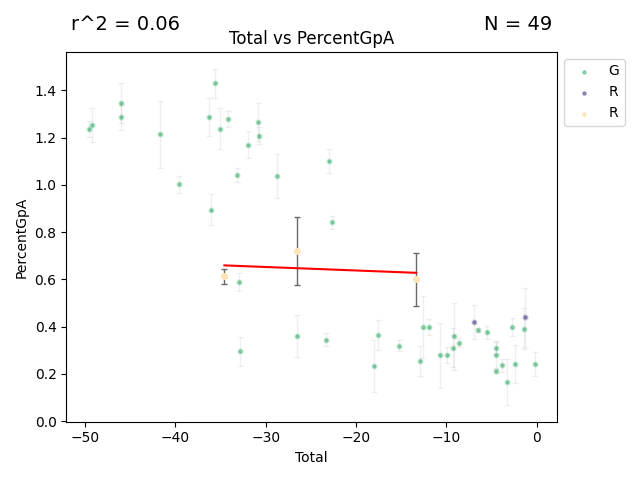 r^2 = 0.06
N = 49
Total vs PercentGpA
G
R
R
1.4
1.2
1.0
0.8
0.6
0.4
0.2
0.0
PercentGpA
−50
−40
−30
−20
−10
0
Total